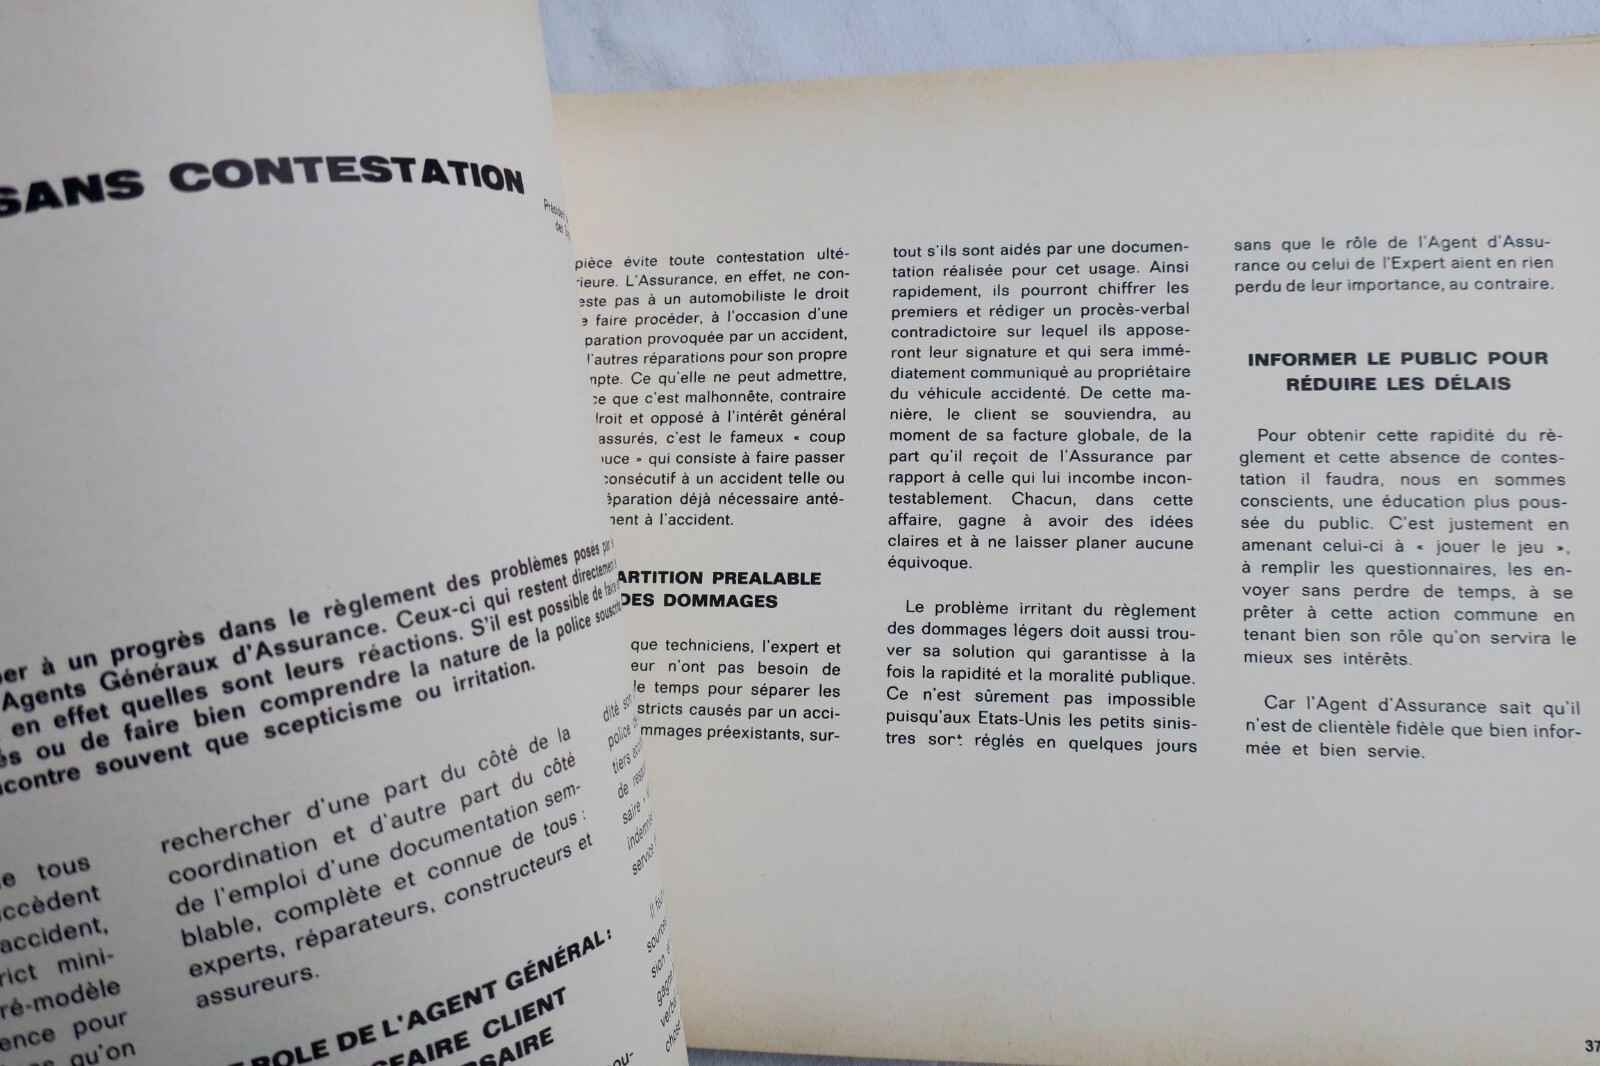 SANS CONTESTATION
Président
des
à un progrès dans le règlement des problèmes posés par
Agents Généraux d'Assurance. Ceux-ci qui restent directement
en effet quelles sont leurs réactions. S'il est possible de faire
ou de faire bien comprendre la nature de la police souscrite
souvent que scepticisme ou irritation.
tous
accident,
mini-
pour
qu'on
rechercher d'une part du côté de la
coordination et d'autre part du côté
de l'emploi d'une documentation sem-
blable, complète et connue de tous :
experts, réparateurs, constructeurs et
assureurs.
ROLE DE L'AGENT GÉNÉRAL:
CLIENT
dité son
police
tiers
de
saire
service
Il
sion
pièce évite toute contestation ulté-
rieure. L'Assurance, en effet, ne con-
este pas à un automobiliste le droit
e faire procéder, à l'occasion d'une
paration provoquée par un accident,
l'autres réparations pour son propre
mpte. Ce qu'elle ne peut admettre,
ce que c'est malhonnête, contraire
droit et opposé à l'intérêt général
assurés, c'est le fameux « coup
uce » qui consiste à faire passer
consécutif à un accident telle ou
éparation déjà nécessaire anté-
ment à l'accident.
ARTITION PREALABLE
DES DOMMAGES
que techniciens, l'expert et
eur n'ont pas besoin de
le temps pour séparer les
stricts causés par un acci-
mmages préexistants, sur-
tout s'ils sont aidés par une documen-
tation réalisée pour cet usage. Ainsi
rapidement, ils pourront chiffrer les
premiers et rédiger un procès-verbal
contradictoire sur lequel ils appose-
ront leur signature et qui sera immé-
diatement communiqué au propriétaire
du véhicule accidenté. De cette ma-
nière, le client se souviendra, au
moment de sa facture globale, de la
part qu'il reçoit de l'Assurance par
rapport à celle qui lui incombe incon-
testablement. Chacun, dans cette
affaire, gagne à avoir des idées
claires et à ne laisser planer aucune
équivoque.
Le problème irritant du règlement
des dommages légers doit aussi trou-
ver sa solution qui garantisse à la
fois la rapidité et la moralité publique.
Ce n'est sûrement pas impossible
puisqu'aux Etats-Unis les petits sinis-
tres sont réglés en quelques jours
sans que le rôle de l'Agent d'Assu-
rance ou celui de l'Expert aient en rien
perdu de leur importance, au contraire.
INFORMER LE PUBLIC POUR
RÉDUIRE LES DÉLAIS
Pour obtenir cette rapidité du rè-
glement et cette absence de contes-
tation il faudra, nous en sommes
conscients, une éducation plus pous-
sée du public. C'est justement en
amenant celui-ci à « jouer le jeu »,
à remplir les questionnaires, les en-
voyer sans perdre de temps, à se
prêter à cette action commune en
tenant bien son rôle qu'on servira le
mieux ses intérêts.
Car l'Agent d'Assurance sait qu'il
n'est de clientèle fidèle que bien infor-
mée et bien servie.
37